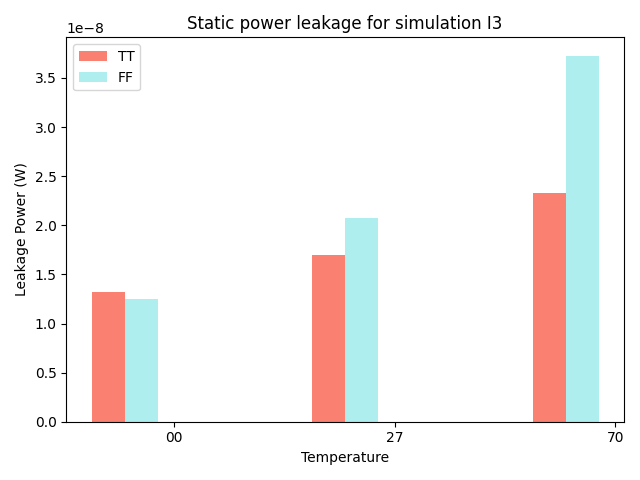 Static power leakage for simulation I3
1e−8
TT
FF
3.5
3.0
2.5
2.0
1.5
1.0
0.5
0.0
Leakage Power (W)
00
27
70
Temperature